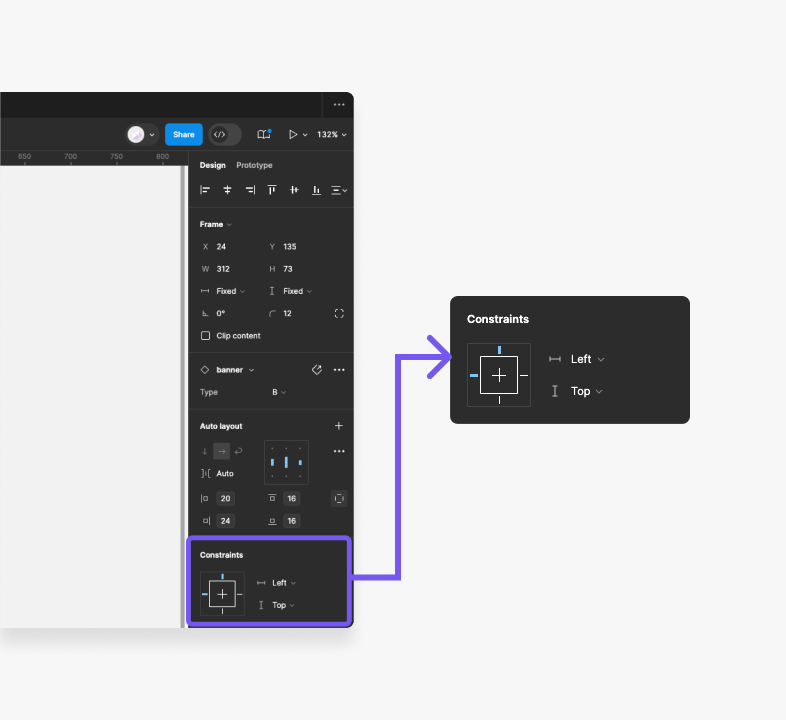 Share
</>
132%
650 700 750 800
Design Prototype
Frame
X 24 Y 135
W 312 H 73
Fixed Fixed
0° 12
Clip content
banner
Type B
Auto layout
Auto
20 16
24 16
Constraints
Left
Top
Constraints
Left
Top